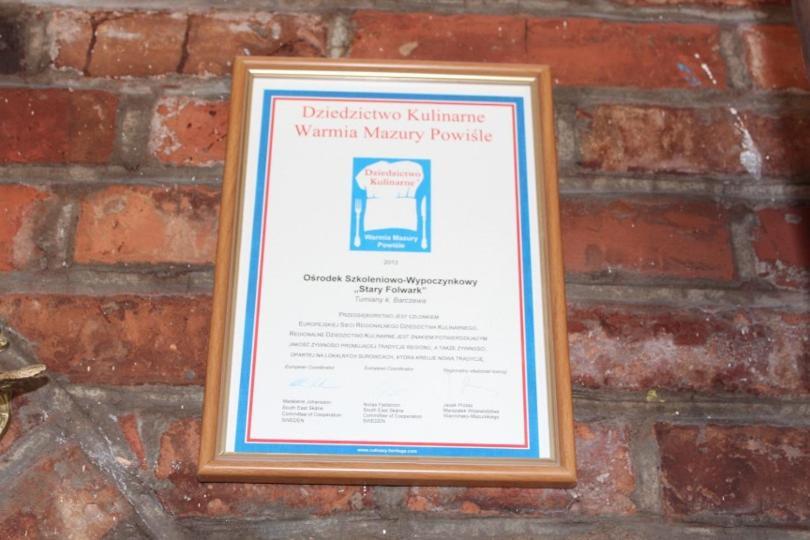 Dziedzictwo Kulinarne
Warmia Mazury Powiśle
Dziedzictwo
Kulinarne
Warmia Mazury
Powiśle
2013
Ośrodek Szkoleniowo-Wypoczynkowy
„Stary Folwark”
Tumiany k. Barczewa
Przedsiębiorstwo jest członkiem
Europejskiej Sieci Regionalnego Dziedzictwa Kulinarnego.
Regionalne Dziedzictwo Kulinarne jest znakiem potwierdzającym
jakość żywności promującej tradycje regionu, a także żywności,
opartej na lokalnych surowcach, która kreuje nową tradycję.
European Coordinator European Coordinator Regionalny właściciel licencji
Johansson
South East Skåne
Committee of Cooperation
SWEDEN
Niclas
South East Skåne
Committee of Cooperation
SWEDEN
Jacek Protas
Marszałek Województwa
Warmińsko-Mazurskiego
www.culinary-heritage.com